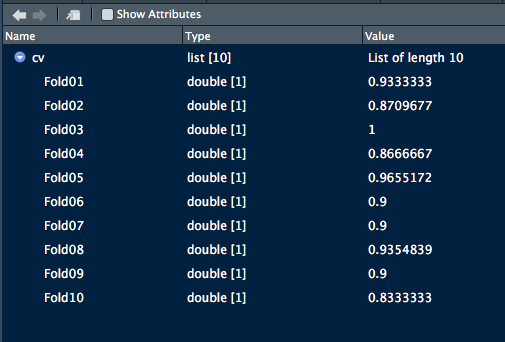 Show Attributes
Name Type Value
cv list [10] List of length 10
Fold01 double [1] 0.9333333
Fold02 double [1] 0.8709677
Fold03 double [1] 1
Fold04 double [1] 0.8666667
Fold05 double [1] 0.9655172
Fold06 double [1] 0.9
Fold07 double [1] 0.9
Fold08 double [1] 0.9354839
Fold09 double [1] 0.9
Fold10 double [1] 0.8333333